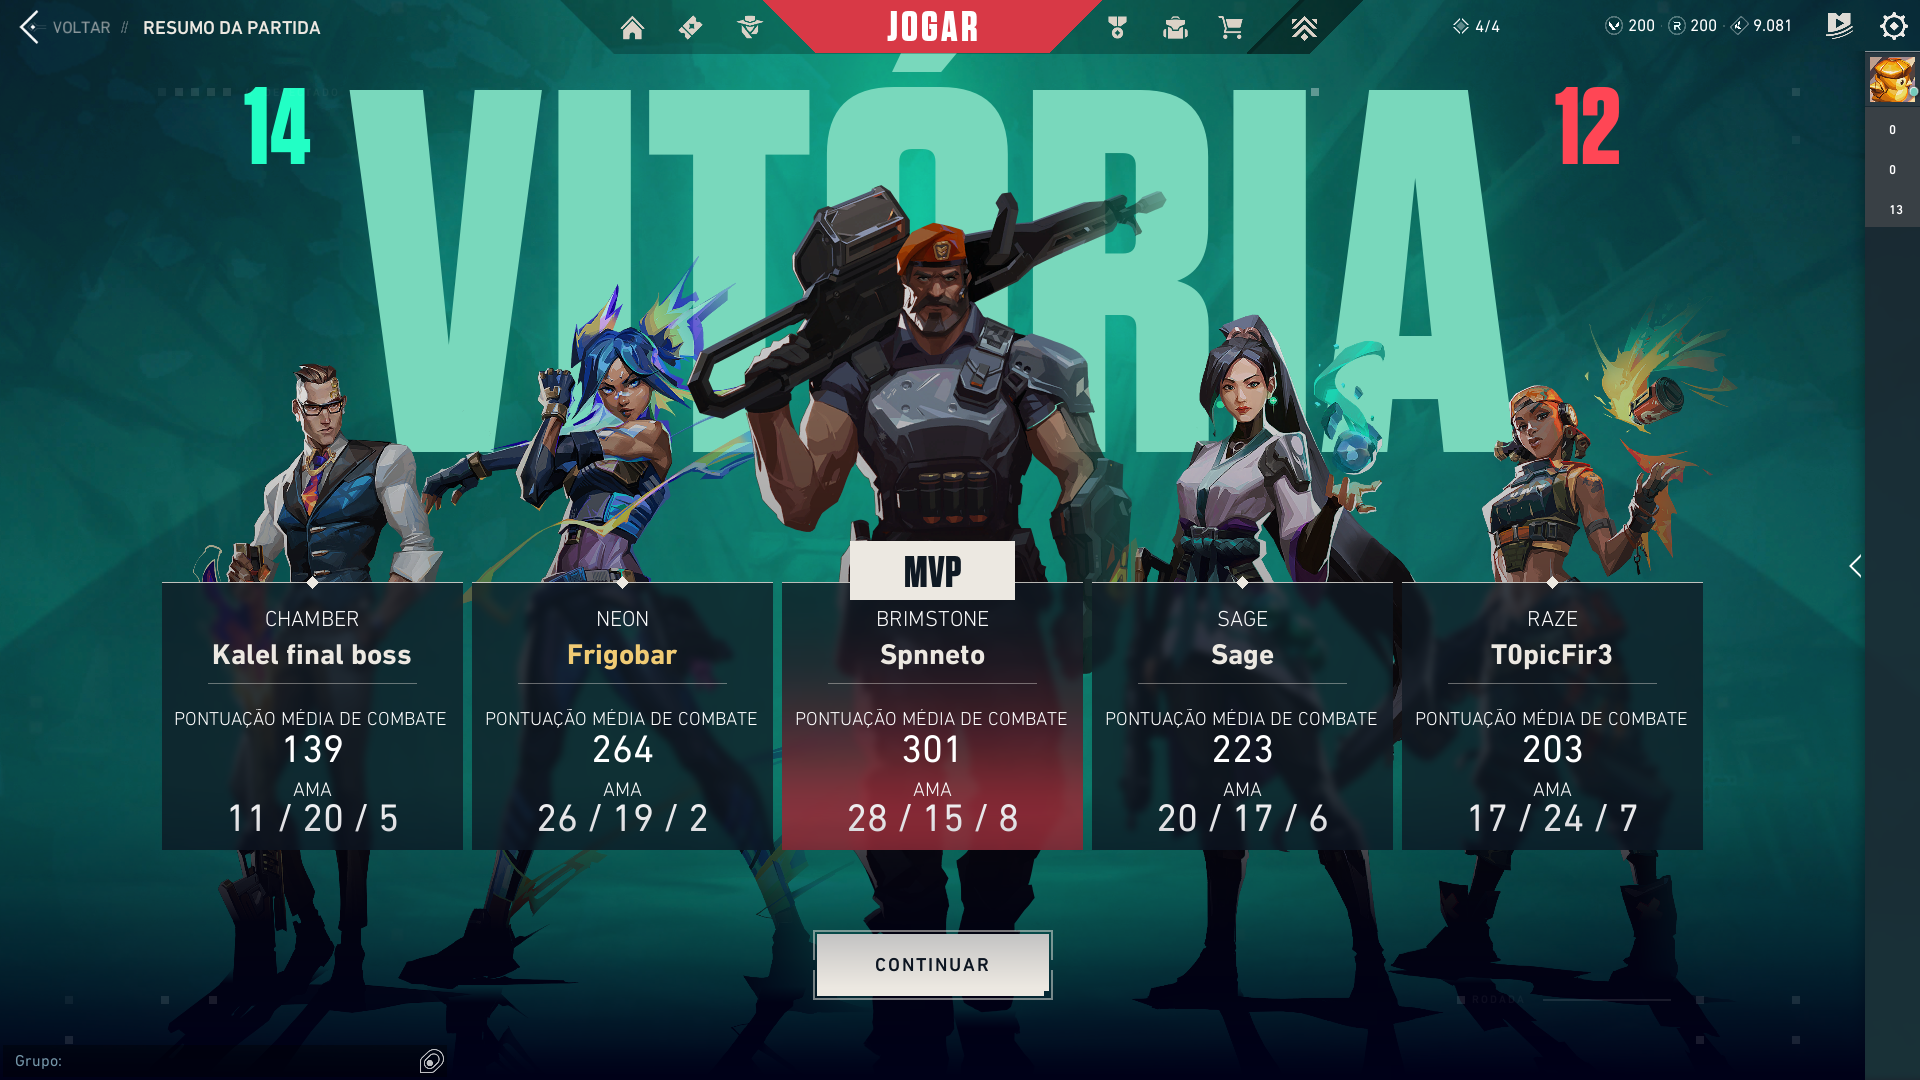 VOLTAR // RESUMO DA PARTIDA
JOGAR
4/4
200 200 9.081
14
VITÓRIA
12
0
0
13
MVP
CHAMBER
Kalel final boss
PONTUAÇÃO MÉDIA DE COMBATE
139
AMA
11 / 20 / 5
NEON
Frigobar
PONTUAÇÃO MÉDIA DE COMBATE
264
AMA
26 / 19 / 2
BRIMSTONE
Spnneto
PONTUAÇÃO MÉDIA DE COMBATE
301
AMA
28 / 15 / 8
SAGE
Sage
PONTUAÇÃO MÉDIA DE COMBATE
223
AMA
20 / 17 / 6
RAZE
T0picFir3
PONTUAÇÃO MÉDIA DE COMBATE
203
AMA
17 / 24 / 7
CONTINUAR
RODADA
Grupo: